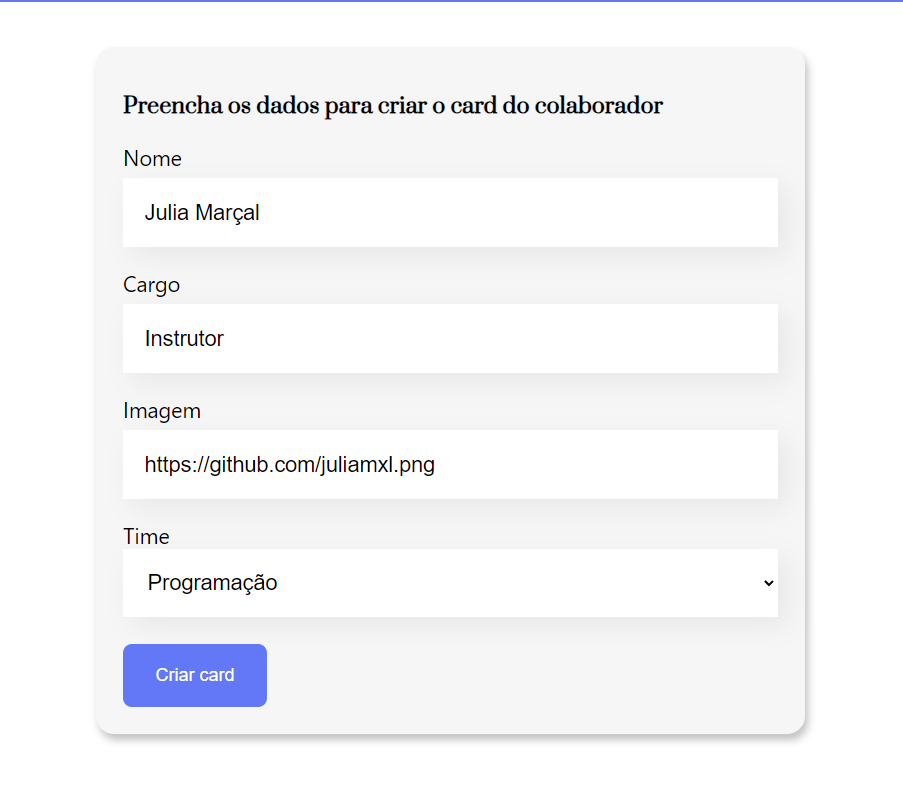 Preencha os dados para criar o card do colaborador
Nome
Julia Marçal
Cargo
Instrutor
Imagem
https://github.com/juliamxl.png
Time
Programação
Criar card